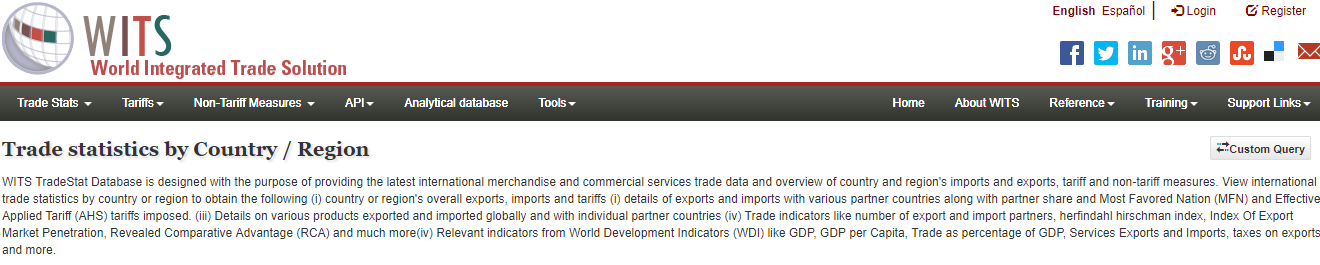 English Español Login Register
WITS
World Integrated Trade Solution
Trade Stats Tariffs Non-Tariff Measures API Analytical database Tools Home About WITS Reference Training Support Links
Trade statistics by Country / Region
Custom Query
WITS TradeStat Database is designed with the purpose of providing the latest international merchandise and commercial services trade data and overview of country and region's imports and exports, tariff and non-tariff measures. View international
trade statistics by country or region to obtain the following (i) country or region's overall exports, imports and tariffs (i) details of exports and imports with various partner countries along with partner share and Most Favored Nation (MFN) and Effective
Applied Tariff (AHS) tariffs imposed. (iii) Details on various products exported and imported globally and with individual partner countries (iv) Trade indicators like number of export and import partners, herfindahl hirschman index, Index Of Export
Market Penetration, Revealed Comparative Advantage (RCA) and much more(iv) Relevant indicators from World Development Indicators (WDI) like GDP, GDP per Capita, Trade as percentage of GDP, Services Exports and Imports, taxes on exports
and more.